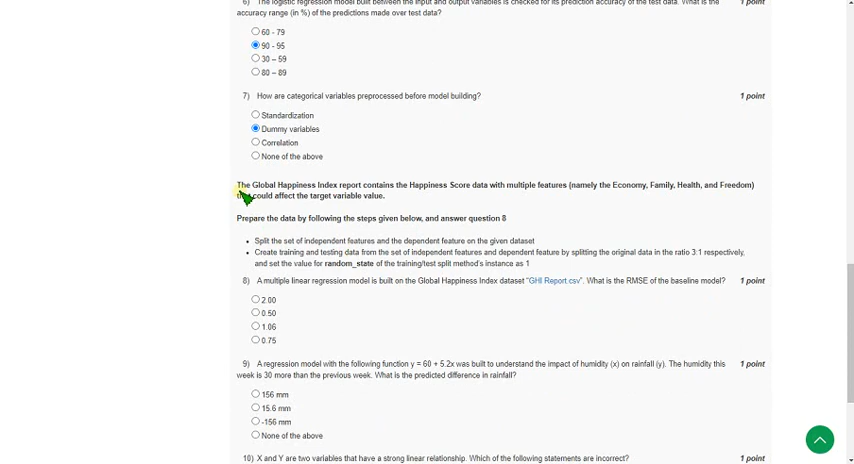 6) The logistic regression model built between the input and output variables is checked for its prediction accuracy of the test data. What is the 1 point
accuracy range (in %) of the predictions made over test data?
60 - 79
90 - 95
30 – 59
80 – 89
7) How are categorical variables preprocessed before model building? 1 point
Standardization
Dummy variables
Correlation
None of the above
The Global Happiness Index report contains the Happiness Score data with multiple features (namely the Economy, Family, Health, and Freedom)
could affect the target variable value.
Prepare the data by following the steps given below, and answer question 8
• Split the set of independent features and the dependent feature on the given dataset
• Create training and testing data from the set of independent features and dependent feature by splitting the original data in the ratio 3:1 respectively,
and set the value for random_state of the training/test split method's instance as 1
8) A multiple linear regression model is built on the Global Happiness Index dataset "GHI Report.csv". What is the RMSE of the baseline model? 1 point
2.00
0.50
1.06
0.75
9) A regression model with the following function y = 60 + 5.2x was built to understand the impact of humidity (x) on rainfall (y). The humidity this 1 point
week is 30 more than the previous week. What is the predicted difference in rainfall?
156 mm
15.6 mm
-156 mm
None of the above
10) X and Y are two variables that have a strong linear relationship. Which of the following statements are incorrect? 1 point